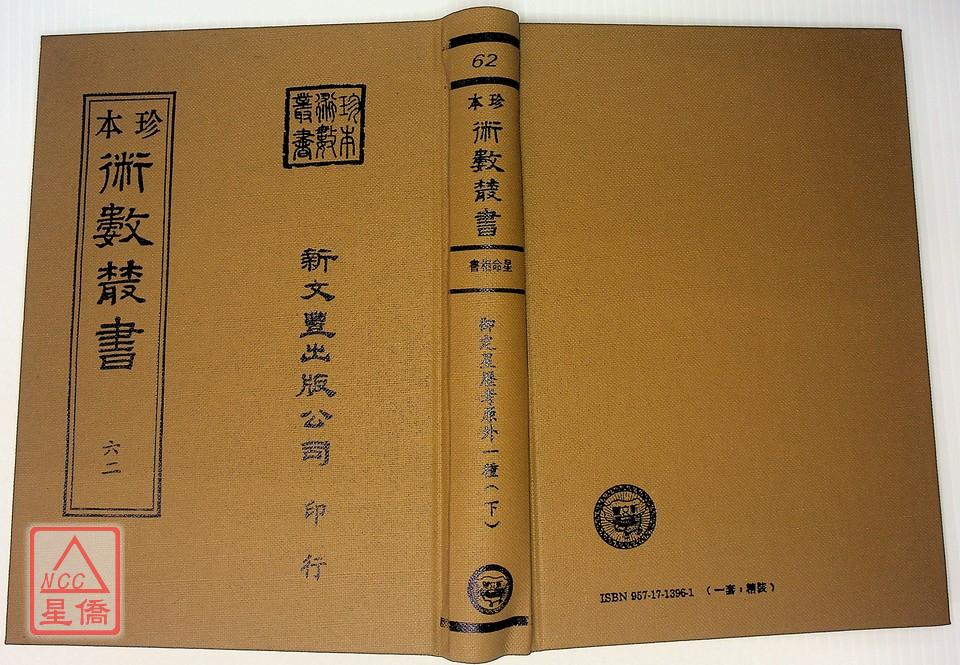 珍本
術數叢書
六二
珍本
術數
叢書
新文豐出版公司 印行
62
珍本
術數叢書
星命相書
御定星歷考原外一種(下)
ISBN 957-17-1396-1 (一套:精裝)
NCC
星僑